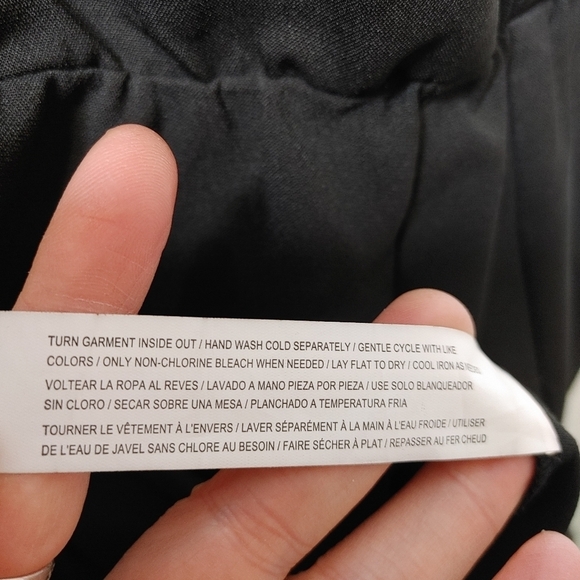 TURN GARMENT INSIDE OUT / HAND WASH COLD SEPARATELY / GENTLE CYCLE WITH LIKE
COLORS / ONLY NON-CHLORINE BLEACH WHEN NEEDED / LAY FLAT TO DRY / COOL IRON AS NEEDED
VOLTEAR LA ROPA AL REVES / LAVADO A MANO PIEZA POR PIEZA / USE SOLO BLANQUEADOR
SIN CLORO / SECAR SOBRE UNA MESA / PLANCHADO A TEMPERATURA FRIA
TOURNER LE VÊTEMENT À L'ENVERS / LAVER SÉPARÉMENT À LA MAIN À L'EAU FROIDE / UTILISER
DE L'EAU DE JAVEL SANS CHLORE AU BESOIN / FAIRE SÉCHER À PLAT / REPASSER AU FER CHEUD